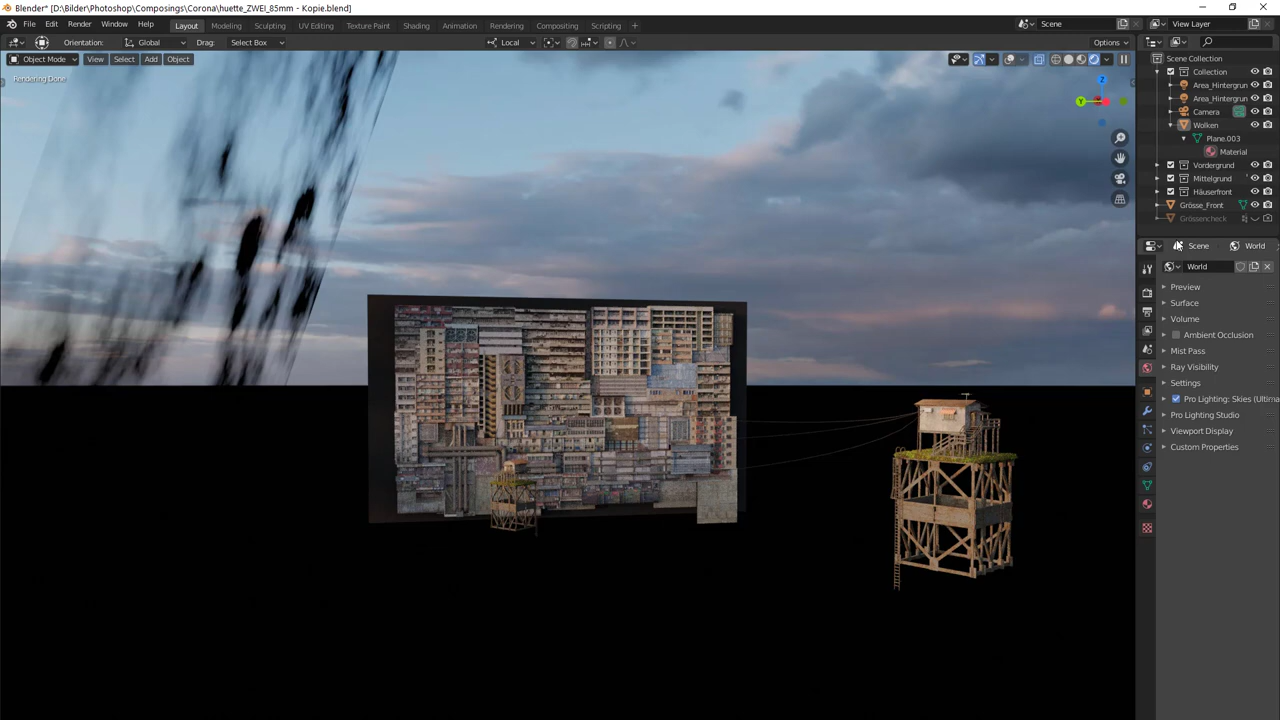 Blender* [D:\Bilder\Photoshop\Composings\Corona\huette_ZWEI_85mm - Kopie.blend]
File Edit Render Window Help Layout Modeling Sculpting UV Editing Texture Paint Shading Animation Rendering Compositing Scripting + Scene View Layer
Orientation: Global Drag: Select Box Local Options
Object Mode View Select Add Object
Rendering Done
Scene Collection
Collection
Area_Hintergrun
Area_Hintergrun
Camera
Wolken
Plane.003
Material
Vordergrund
Mittelgrund
Häuserfront
Grösse_Front
Grössencheck
Scene World
World
Preview
Surface
Volume
Ambient Occlusion
Mist Pass
Ray Visibility
Settings
Pro Lighting: Skies (Ultima
Pro Lighting Studio
Viewport Display
Custom Properties
Z
Y